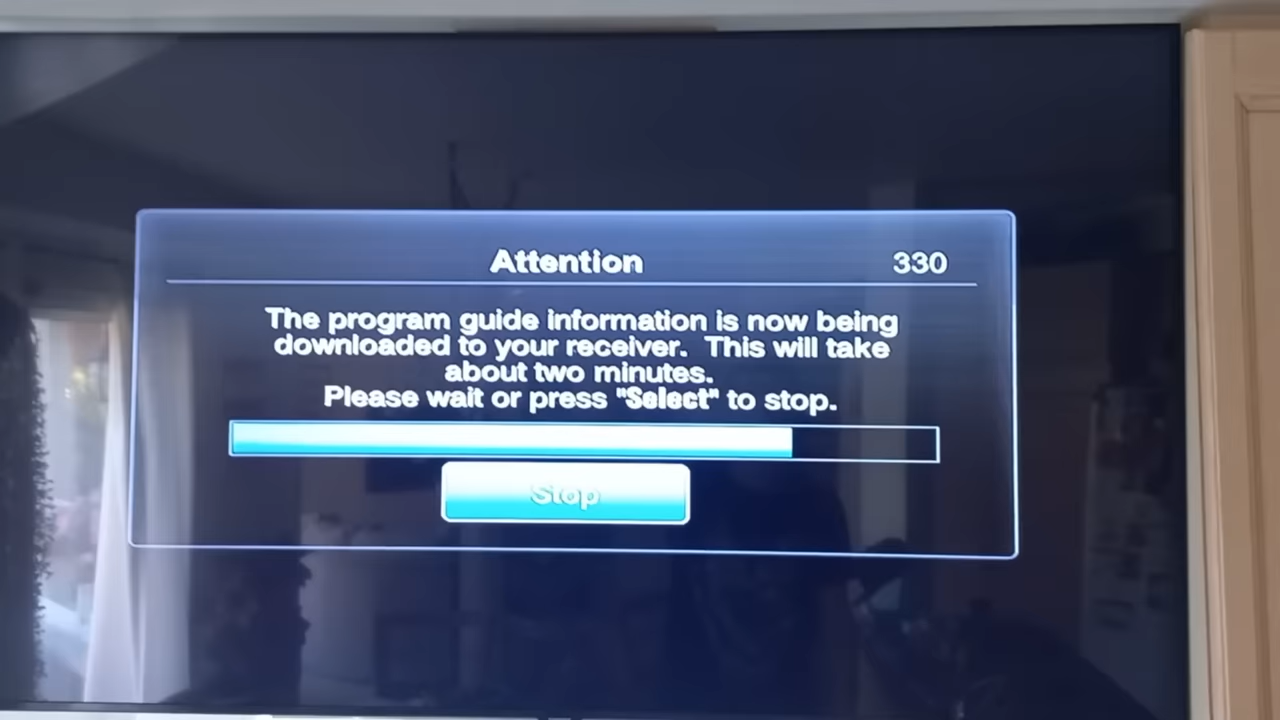 Attention 330
The program guide information is now being
downloaded to your receiver. This will take
about two minutes.
Please wait or press "Select" to stop.
Stop